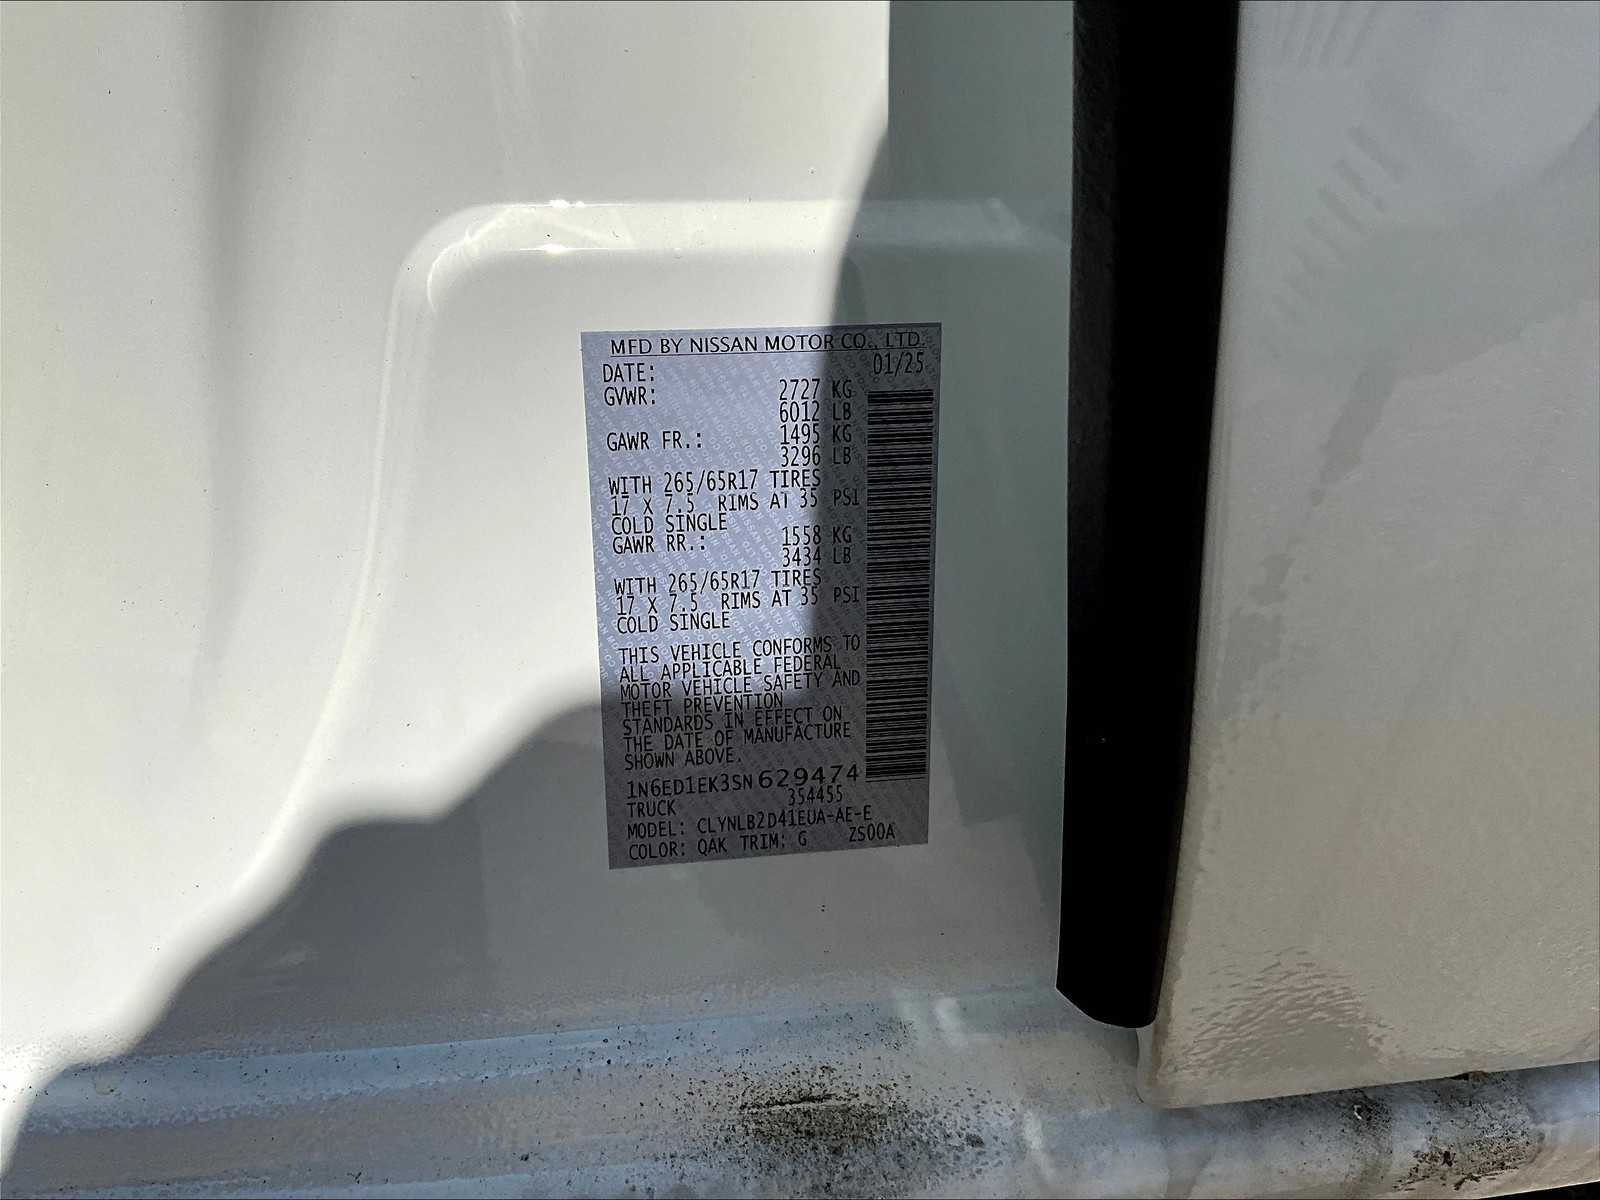 MFD BY NISSAN MOTOR CO., LTD.
DATE: 01/25
GVWR: 2727 KG
6012 LB
GAWR FR.: 1495 KG
3296 LB
WITH 265/65R17 TIRES
17 X 7.5 RIMS AT 35 PSI
COLD SINGLE
GAWR RR.: 1558 KG
3434 LB
WITH 265/65R17 TIRES
17 X 7.5 RIMS AT 35 PSI
COLD SINGLE
THIS VEHICLE CONFORMS TO
ALL APPLICABLE FEDERAL
MOTOR VEHICLE SAFETY AND
THEFT PREVENTION
STANDARDS IN EFFECT ON
THE DATE OF MANUFACTURE
SHOWN ABOVE.
1N6ED1EK3SN629474
TRUCK 354455
MODEL: CLYNLB2D41EUA-AE-E
COLOR: QAK TRIM: G ZS00A